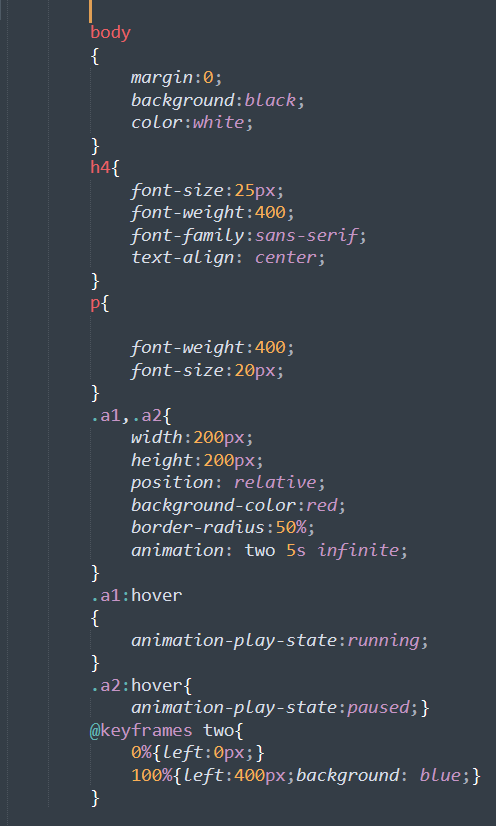 body
{
margin:0;
background:black;
color:white;
}
h4{
font-size:25px;
font-weight:400;
font-family:sans-serif;
text-align: center;
}
p{
font-weight:400;
font-size:20px;
}
.a1,.a2{
width:200px;
height:200px;
position: relative;
background-color:red;
border-radius:50%;
animation: two 5s infinite;
}
.a1:hover
{
animation-play-state:running;
}
.a2:hover{
animation-play-state:paused;}
@keyframes two{
0%{left:0px;}
100%{left:400px;background: blue;}
}